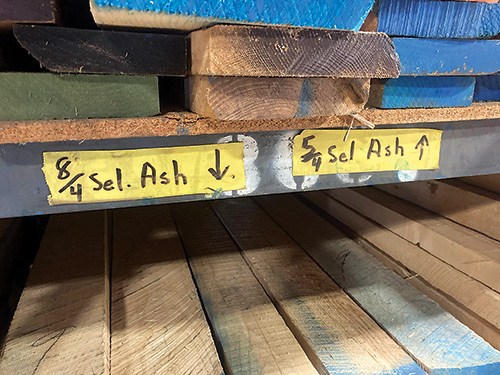 8/4 Sel. Ash ↓
5/4 Sel Ash ↑